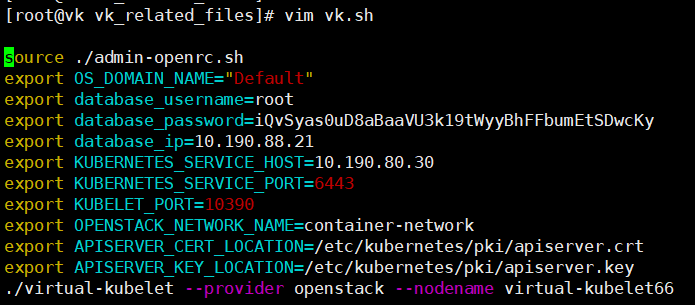 [root@vk vk_related_files]# vim vk.sh
source ./admin-openrc.sh
export OS_DOMAIN_NAME="Default"
export database_username=root
export database_password=iQvSyas0uD8aBaaVU3k19tWyyBhFFbumEtSDwcKy
export database_ip=10.190.88.21
export KUBERNETES_SERVICE_HOST=10.190.80.30
export KUBERNETES_SERVICE_PORT=6443
export KUBELET_PORT=10390
export OPENSTACK_NETWORK_NAME=container-network
export APISERVER_CERT_LOCATION=/etc/kubernetes/pki/apiserver.crt
export APISERVER_KEY_LOCATION=/etc/kubernetes/pki/apiserver.key
./virtual-kubelet --provider openstack --nodename virtual-kubelet66